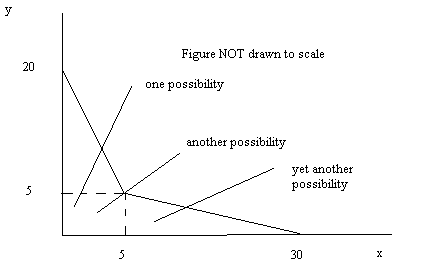 y
Figure NOT drawn to scale
20
one possibility
another possibility
yet another
possibility
5
5
30
x